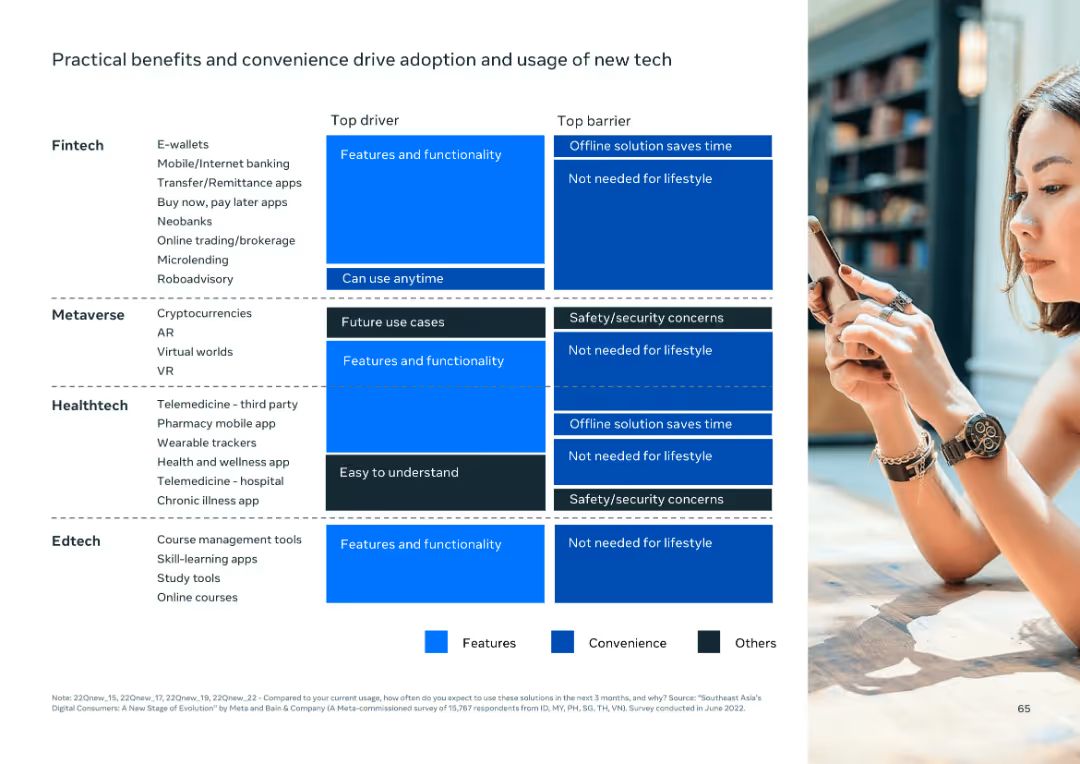 Practical benefits and convenience drive adoption and usage of new tech
Top driver
Top barrier
Fintech
E-wallets
Mobile/Internet banking
Transfer/Remittance apps
Buy now, pay later apps
Neobanks
Online trading/brokerage
Microlending
Roboadvisory
Features and functionality
Can use anytime
Offline solution saves time
Not needed for lifestyle
Metaverse
Cryptocurrencies
AR
Virtual worlds
VR
Future use cases
Features and functionality
Safety/security concerns
Not needed for lifestyle
Healthtech
Telemedicine - third party
Pharmacy mobile app
Wearable trackers
Health and wellness app
Telemedicine - hospital
Chronic illness app
Easy to understand
Offline solution saves time
Not needed for lifestyle
Safety/security concerns
Edtech
Course management tools
Skill-learning apps
Study tools
Online courses
Features and functionality
Not needed for lifestyle
Features
Convenience
Others
Note: 22Qnew_15, 22Qnew_17, 22Qnew_19, 22Qnew_22 - Compared to your current usage, how often do you expect to use these solutions in the next 3 months, and why? Source: "Southeast Asia's
Digital Consumers: A New Stage of Evolution" by Meta and Bain & Company (A Meta-commissioned survey of 15,767 respondents from ID, MY, PH, SG, TH, VN). Survey conducted in June 2022.
65